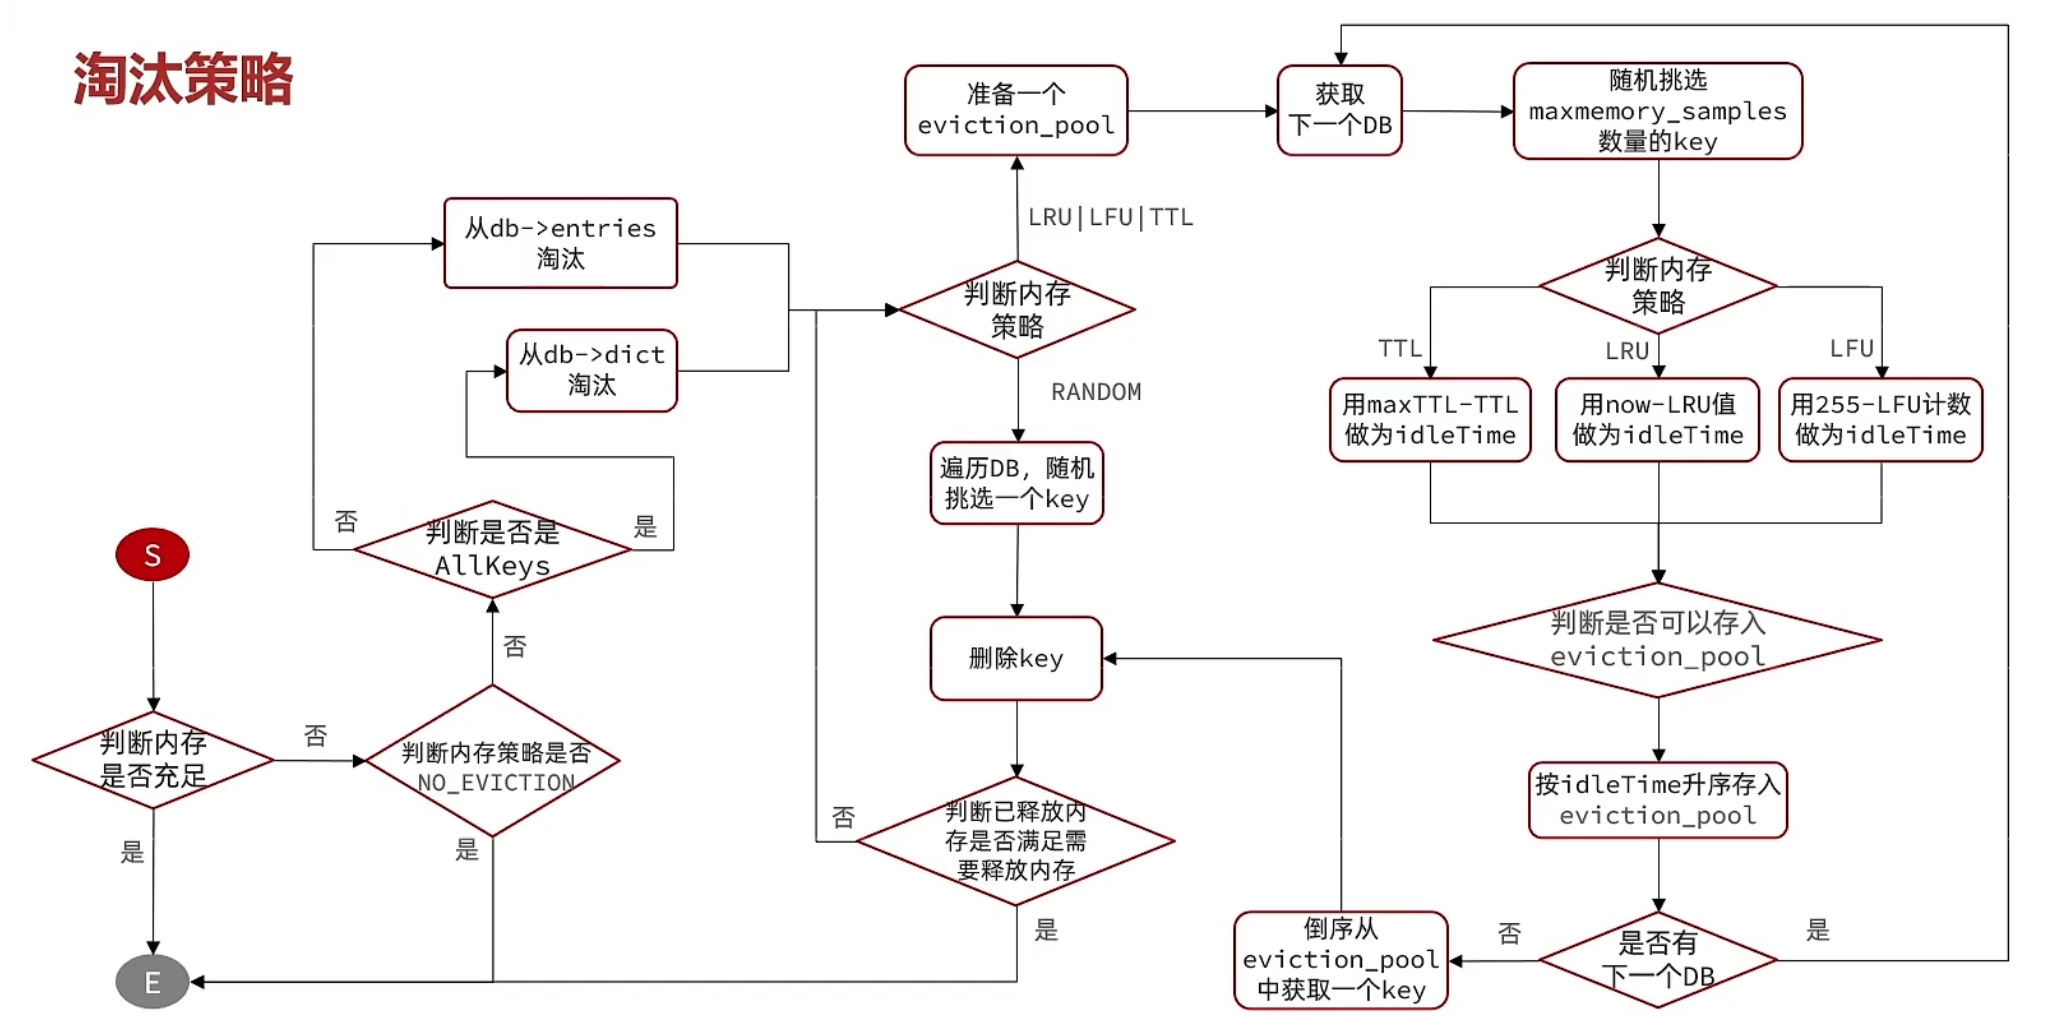 淘汰策略
S
判断内存
是否充足
是
否
E
判断内存策略是否
NO_EVICTION
是
否
判断是否是
AllKeys
否
是
从db->entries
淘汰
从db->dict
淘汰
判断内存
策略
LRU|LFU|TTL
RANDOM
准备一个
eviction_pool
获取
下一个DB
随机挑选
maxmemory_samples
数量的key
判断内存
策略
TTL
LRU
LFU
用maxTTL-TTL
做为idleTime
用now-LRU值
做为idleTime
用255-LFU计数
做为idleTime
判断是否可以存入
eviction_pool
按idleTime升序存入
eviction_pool
是否有
下一个DB
否
是
倒序从
eviction_pool
中获取一个key
遍历DB, 随机
挑选一个key
删除key
判断已释放内
存是否满足需
要释放内存
否
是